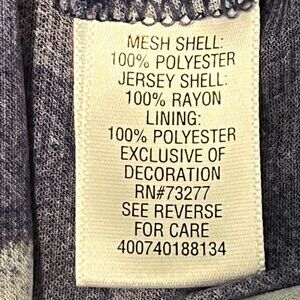 MESH SHELL:
100% POLYESTER
JERSEY SHELL:
100% RAYON
LINING:
100% POLYESTER
EXCLUSIVE OF
DECORATION
RN#73277
SEE REVERSE
FOR CARE
400740188134